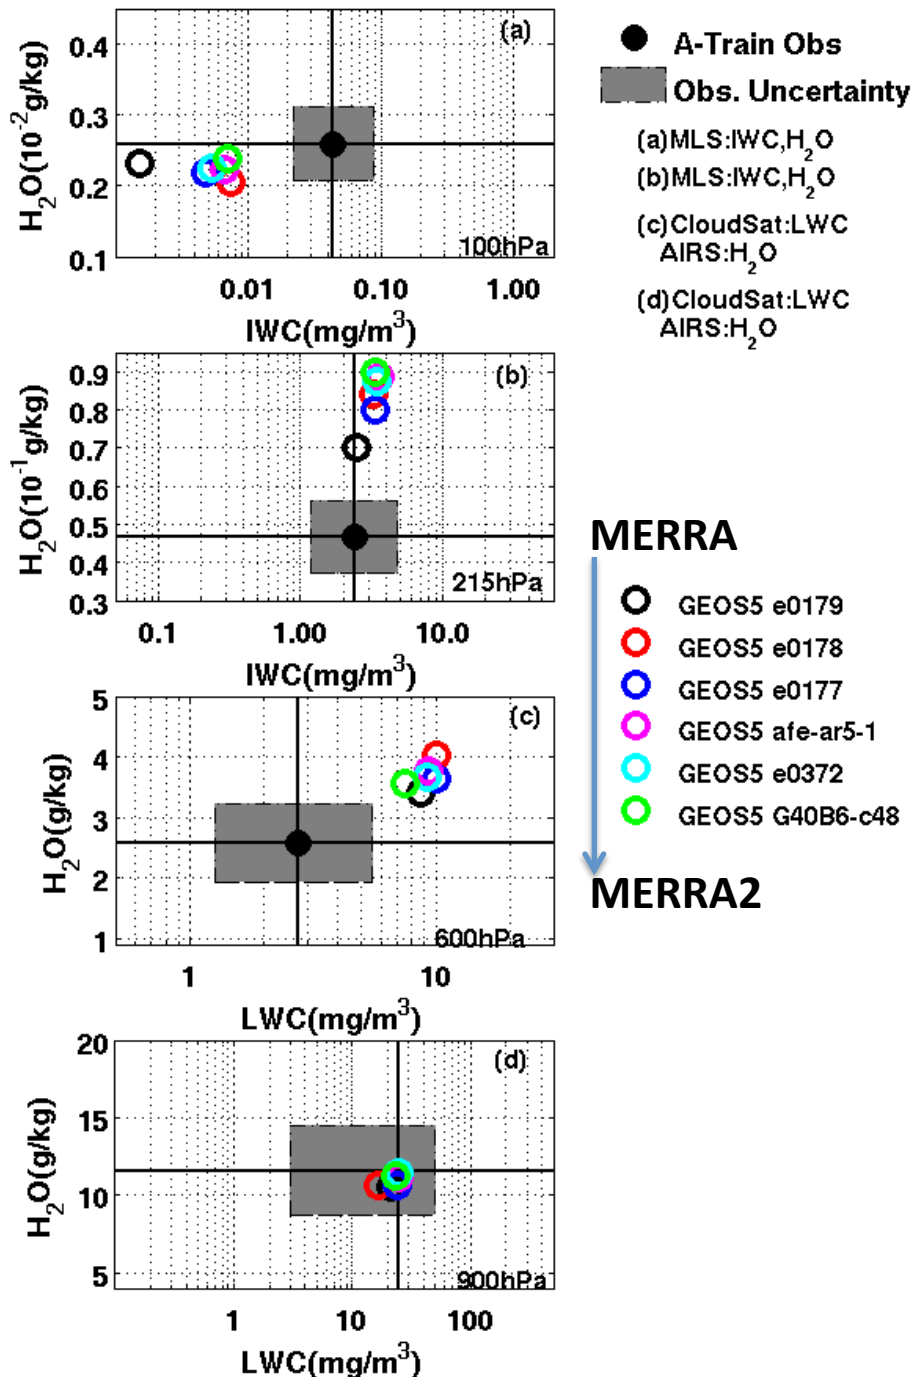 (a)
0.4
0.3
0.2
0.1
H2O(10-2g/kg)
100hPa
0.01 0.10 1.00
IWC(mg/m3)
A-Train Obs
Obs. Uncertainty
(a)MLS:IWC,H2O
(b)MLS:IWC,H2O
(c)CloudSat:LWC
AIRS:H2O
(d)CloudSat:LWC
AIRS:H2O
(b)
0.9
0.8
0.7
0.6
0.5
0.4
0.3
H2O(10-1g/kg)
215hPa
0.1 1.00 10.0
IWC(mg/m3)
MERRA
GEOS5 e0179
GEOS5 e0178
GEOS5 e0177
GEOS5 afe-ar5-1
GEOS5 e0372
GEOS5 G40B6-c48
MERRA2
(c)
5
4
3
2
1
H2O(g/kg)
600hPa
1 10
LWC(mg/m3)
(d)
20
15
10
5
H2O(g/kg)
900hPa
1 10 100
LWC(mg/m3)